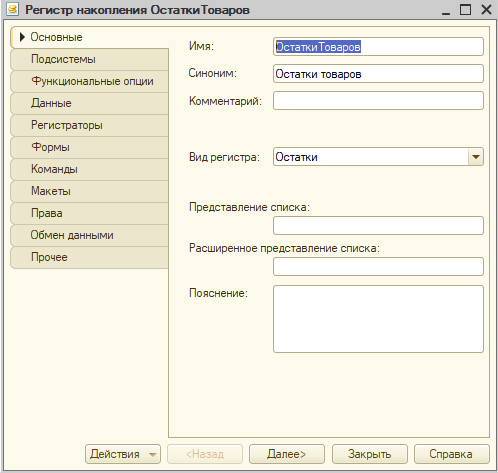 Регистр накопления ОстаткиТоваров
Основные
Подсистемы
Функциональные опции
Данные
Регистраторы
Формы
Команды
Макеты
Права
Обмен данными
Прочее
Имя: ОстаткиТоваров
Синоним: Остатки товаров
Комментарий:
Вид регистра: Остатки
Представление списка:
Расширенное представление списка:
Пояснение:
Действия <Назад Далее> Закрыть Справка